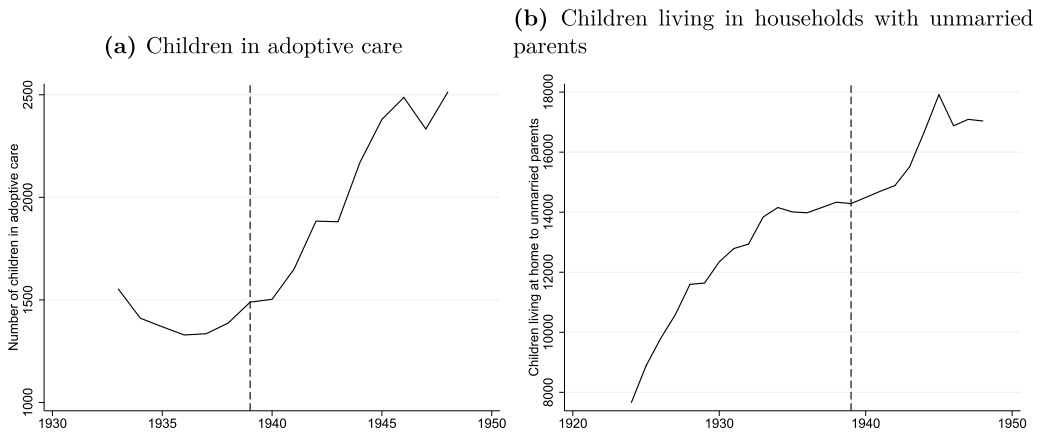 (a) Children in adoptive care
Number of children in adoptive care
2500
2000
1500
1000
1930 1935 1940 1945 1950
(b) Children living in households with unmarried
parents
Children living at home to unmarried parents
18000
16000
14000
12000
10000
8000
1920 1930 1940 1950